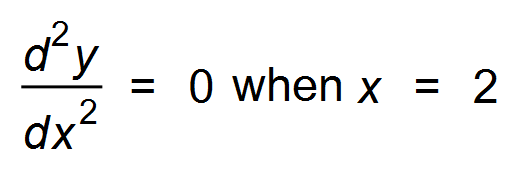 d²y/dx² = 0 when x = 2